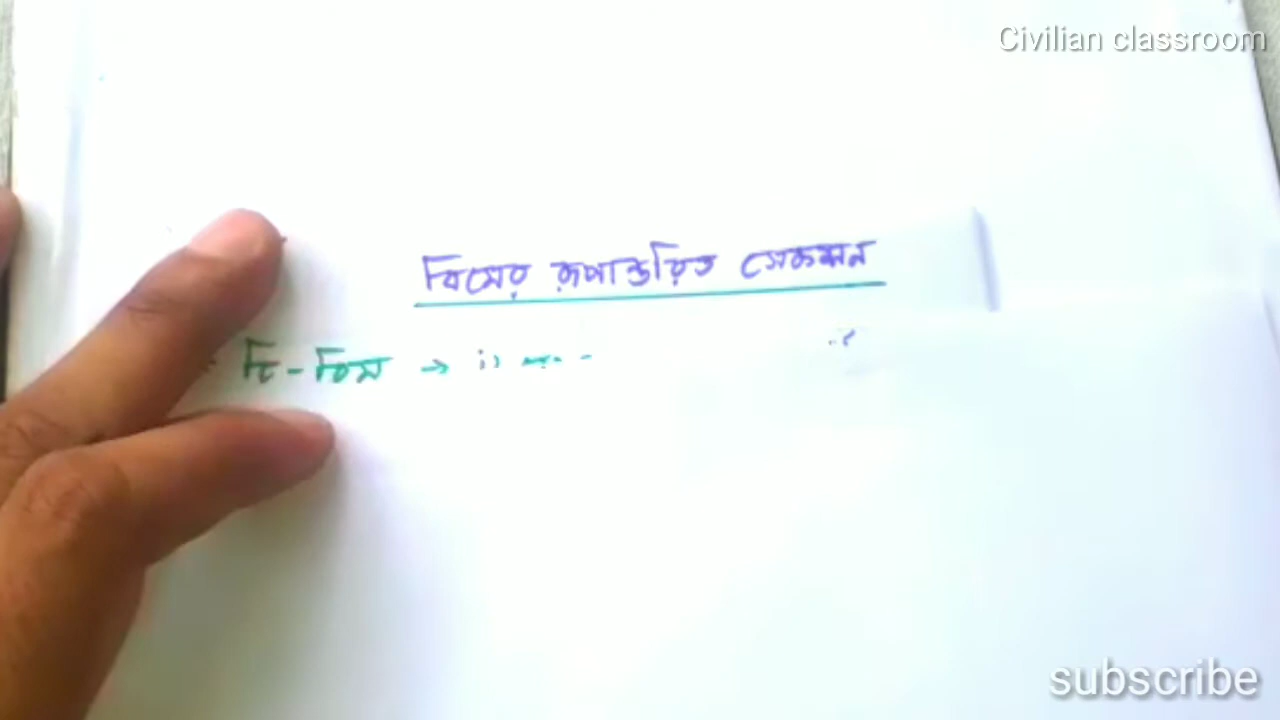 Civilian classroom
বিমের রূপান্তরিত সেকশন
টি-বিম → i)
subscribe